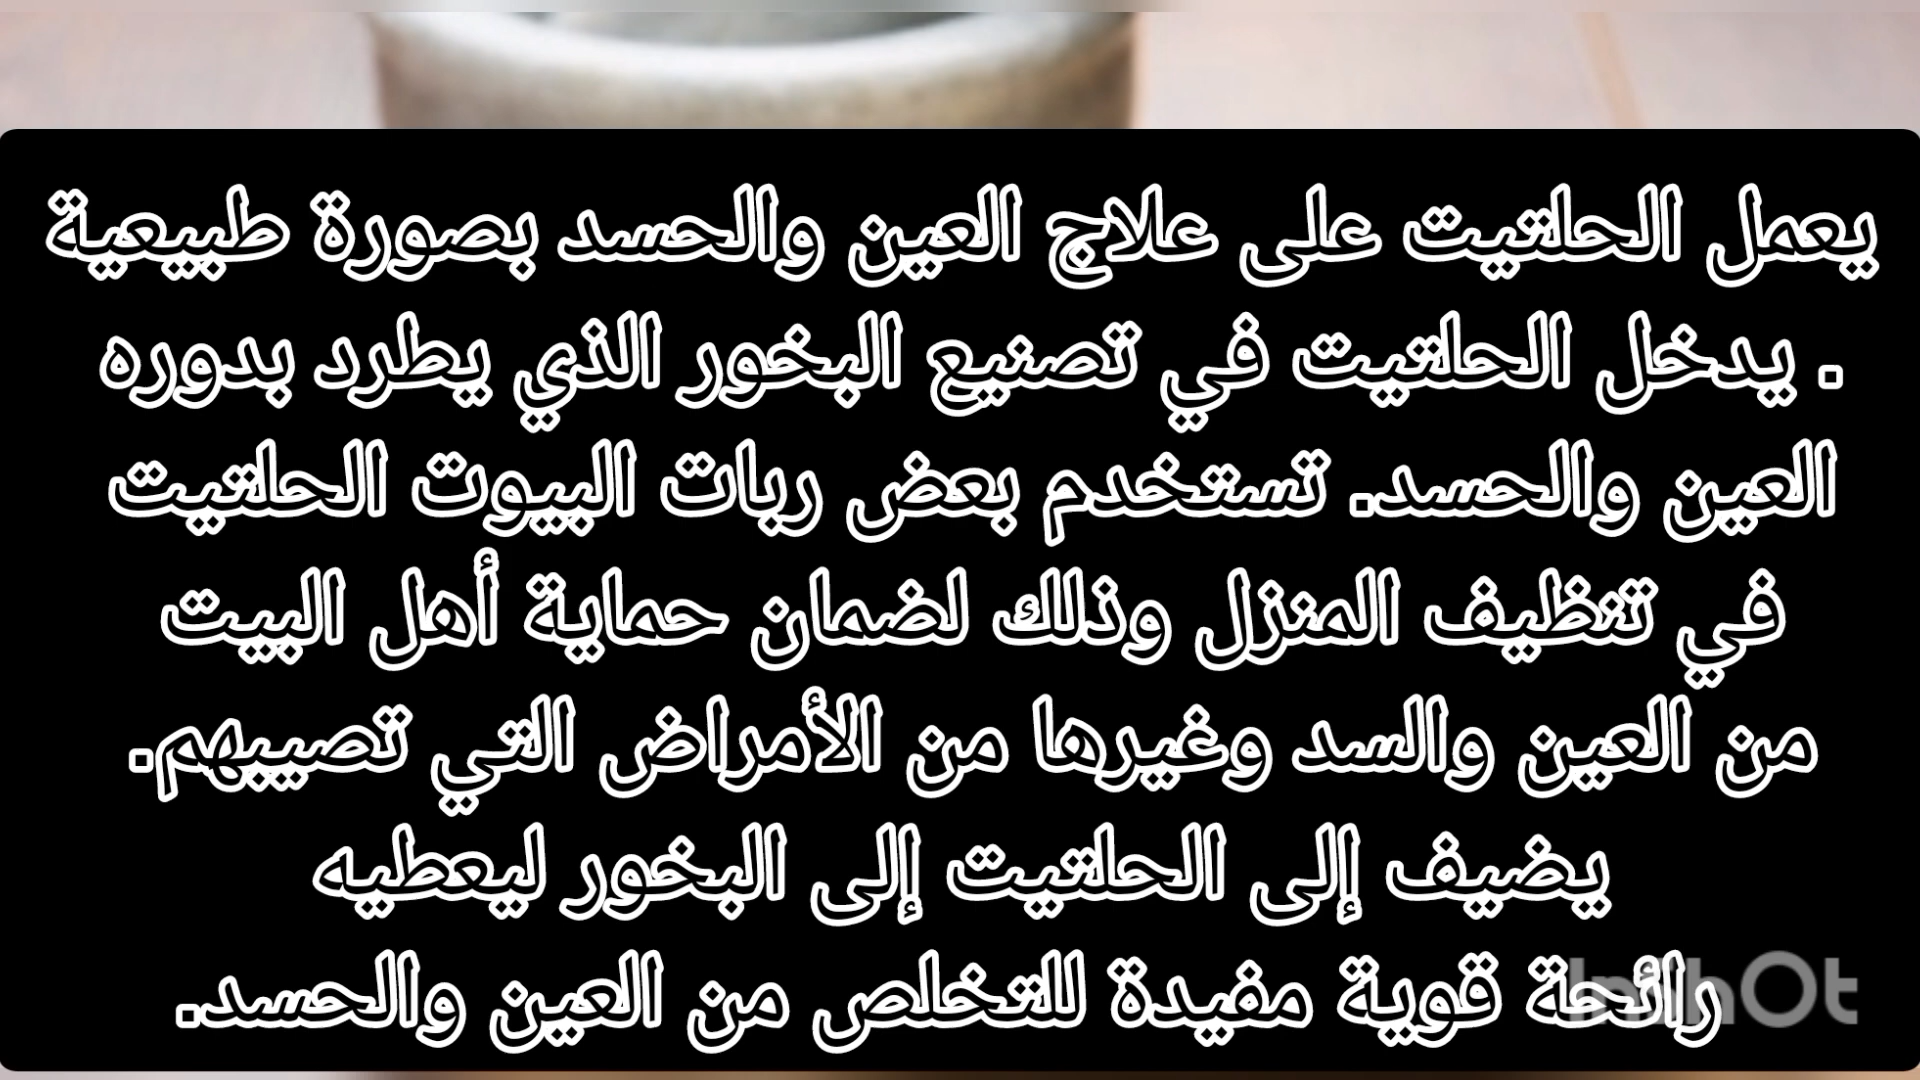 يعمل الحلتيت على علاج العين والحسد بصورة طبيعية
. يدخل الحلتيت في تصنيع البخور الذي يطرد بدوره
العين والحسد. تستخدم بعض ربات البيوت الحلتيت
في تنظيف المنزل وذلك لضمان حماية أهل البيت
من العين والسد وغيرها من الأمراض التي تصيبهم.
يضيف إلى الحلتيت إلى البخور ليعطيه
رائحة قوية مفيدة للتخلص من العين والحسد.